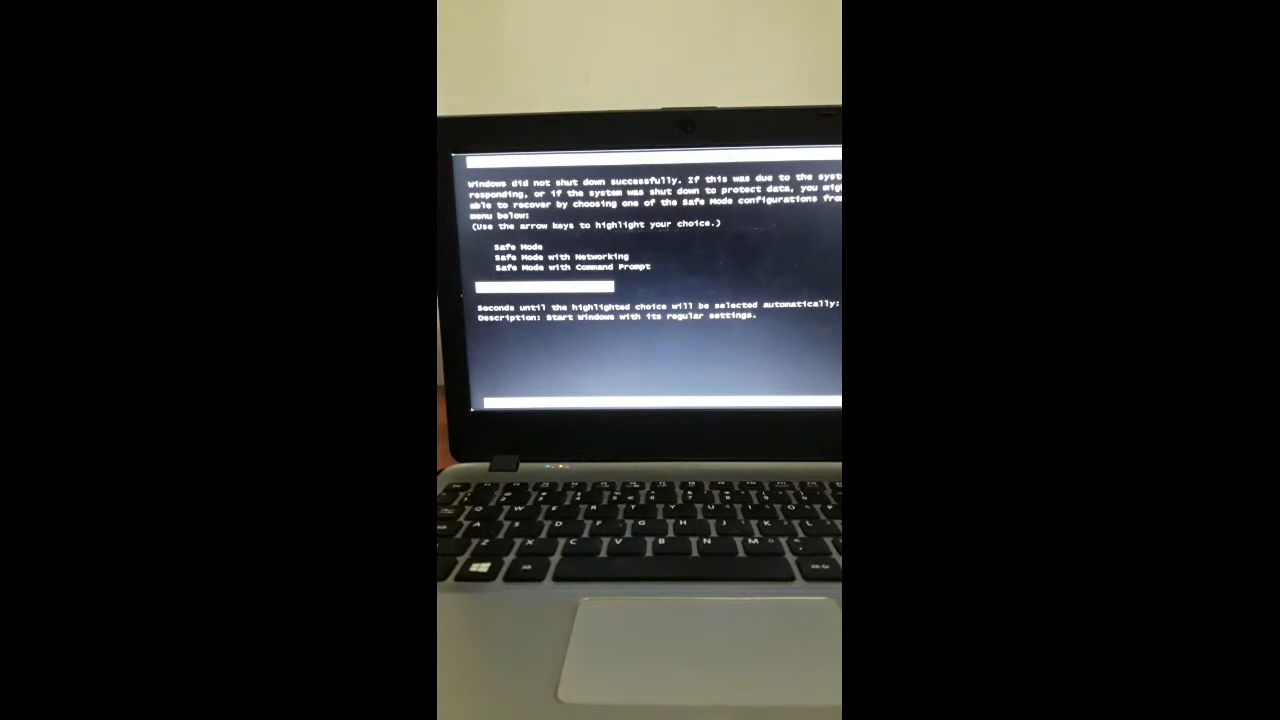 Windows did not shut down successfully. If this was due to the
responding, or if the system was shut down to protect data, you
able to recover by choosing one of the Safe Mode configurations
menu below:
(Use the arrow keys to highlight your choice.)
Safe Mode
Safe Mode with Networking
Safe Mode with Command Prompt
Seconds until the highlighted choice will be selected automatically:
Description: Start Windows with its regular settings.
Q W E R T Y U I O P
A S D F G H J K L
Z X C V B N M
Alt